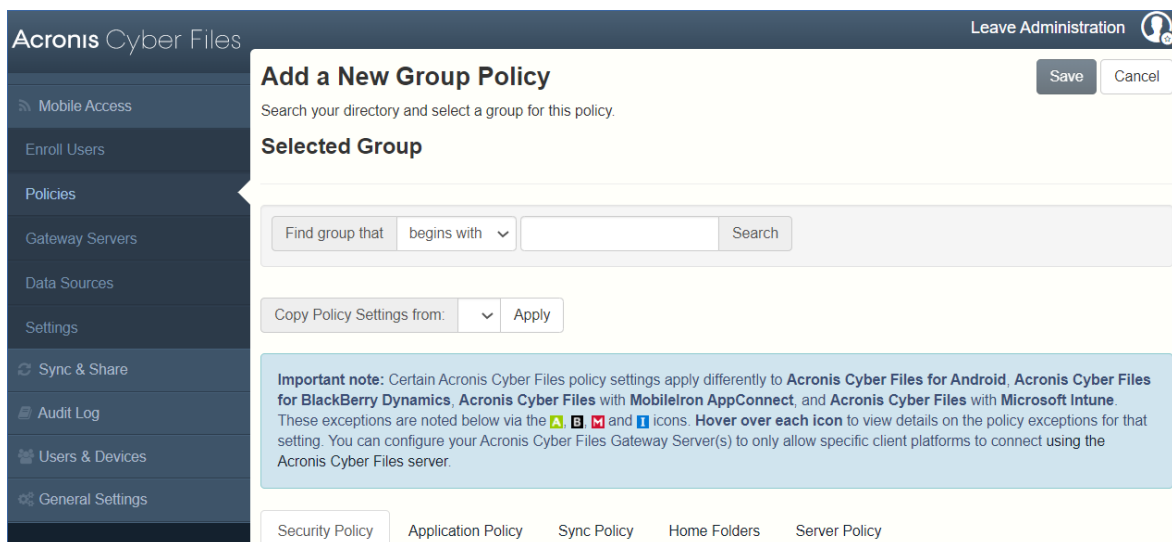 Leave Administration
Acronis Cyber Files
Add a New Group Policy
Save
Cancel
Search your directory and select a group for this policy.
Selected Group
Mobile Access
Enroll Users
Policies
Gateway Servers
Data Sources
Settings
Sync & Share
Audit Log
Users & Devices
General Settings
Find group that
begins with
Search
Copy Policy Settings from:
Apply
Important note: Certain Acronis Cyber Files policy settings apply differently to Acronis Cyber Files for Android, Acronis Cyber Files
for BlackBerry Dynamics, Acronis Cyber Files with MobileIron AppConnect, and Acronis Cyber Files with Microsoft Intune.
These exceptions are noted below via the A, B, M and I icons. Hover over each icon to view details on the policy exceptions for that
setting. You can configure your Acronis Cyber Files Gateway Server(s) to only allow specific client platforms to connect using the
Acronis Cyber Files server.
Security Policy
Application Policy
Sync Policy
Home Folders
Server Policy